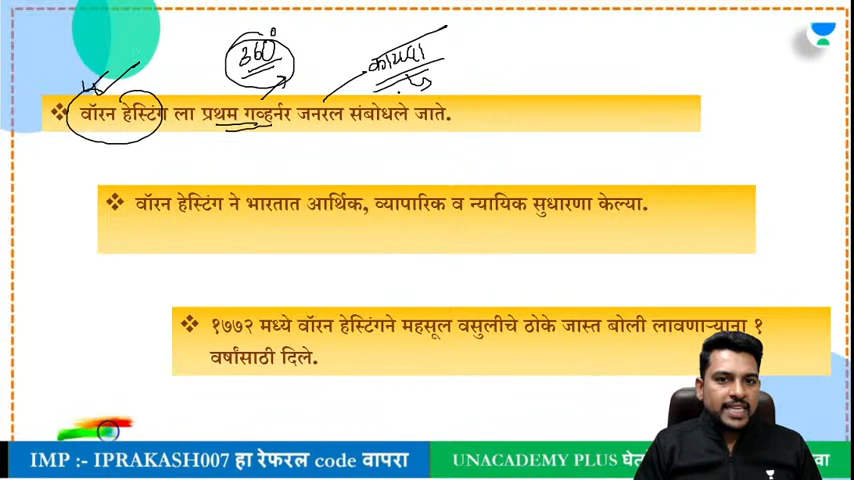 360°
कायदा
❖ वॉरन हेस्टिंग ला प्रथम गव्हर्नर जनरल संबोधले जाते.
❖ वॉरन हेस्टिंग ने भारतात आर्थिक, व्यापारिक व न्यायिक सुधारणा केल्या.
❖ १७७२ मध्ये वॉरन हेस्टिंगने महसूल वसुलीचे ठोके जास्त बोली लावणाऱ्याना १
वर्षांसाठी दिले.
IMP :- IPRAKASH007 हा रेफरल code वापरा
UNACADEMY PLUS